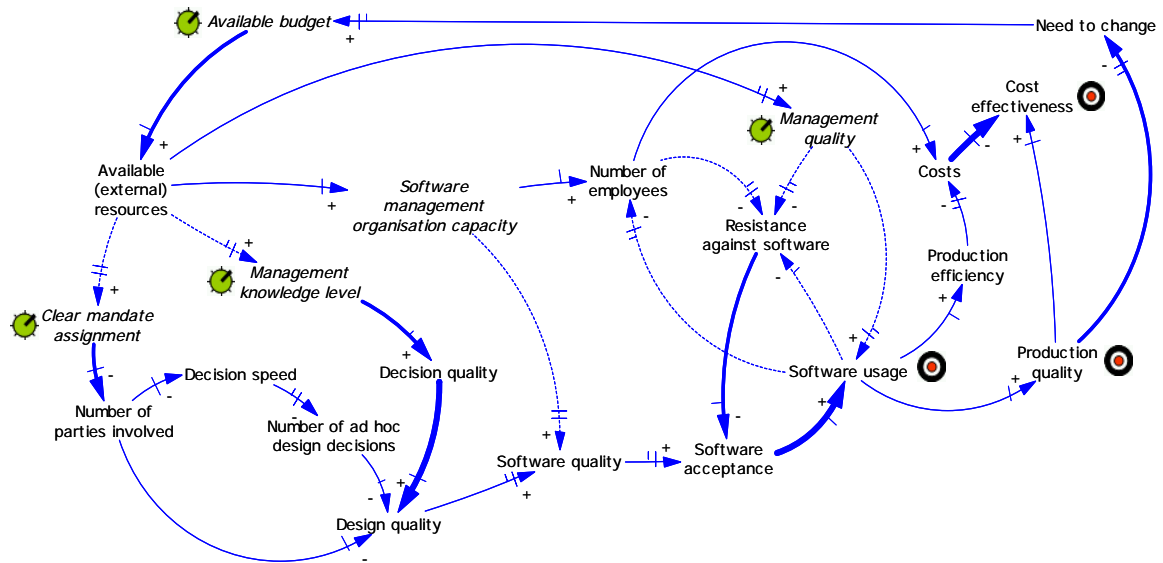 Available budget
+
Need to change
-
Cost
effectiveness
+
Management
quality
+
-
+
+
Costs
-
Available
(external)
resources
+
Number of
employees
+
-
-
Software
management
organisation capacity
-
Resistance
against software
-
Production
efficiency
+
+
Management
knowledge level
+
Clear mandate
assignment
-
+
Decision quality
+
Software usage
Production
quality
+
Decision speed
-
-
Number of
parties involved
Number of ad hoc
design decisions
+
-
+
+
Software quality
+
Software
acceptance
+
-
+
Design quality
-